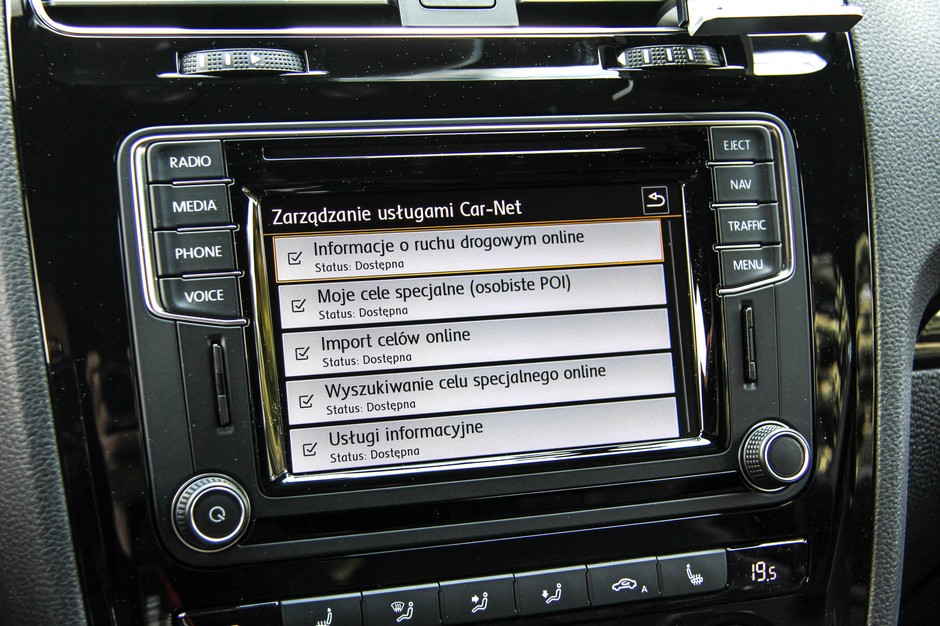 RADIO
MEDIA
PHONE
VOICE
EJECT
NAV
TRAFFIC
MENU
Zarządzanie usługami Car-Net
Informacje o ruchu drogowym online
Status: Dostępna
Moje cele specjalne (osobiste POI)
Status: Dostępna
Import celów online
Status: Dostępna
Wyszukiwanie celu specjalnego online
Status: Dostępna
Usługi informacyjne
Status: Dostępna
A
19.5